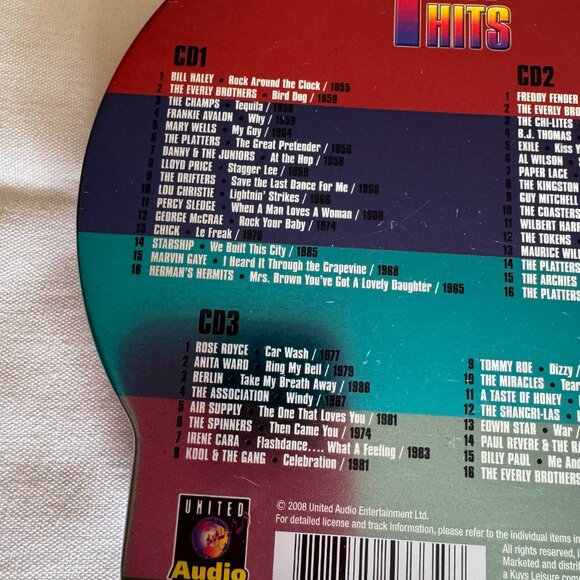 1 HITS
CD1
1 BILL HALEY • Rock Around the Clock / 1955
2 THE EVERLY BROTHERS • Bird Dog / 1958
3 THE CHAMPS • Tequila / 1958
4 FRANKIE AVALON • Why / 1959
5 MARY WELLS • My Guy / 1964
6 THE PLATTERS • The Great Pretender / 1956
7 DANNY & THE JUNIORS • At the Hop / 1958
8 LLOYD PRICE • Stagger Lee / 1959
9 THE DRIFTERS • Save the Last Dance For Me / 1960
10 LOU CHRISTIE • Lightnin' Strikes / 1966
11 PERCY SLEDGE • When A Man Loves A Woman / 1966
12 GEORGE McCRAE • Rock Your Baby / 1974
13 CHICK • Le Freak / 1978
14 STARSHIP • We Built This City / 1985
15 MARVIN GAYE • I Heard It Through the Grapevine / 1968
16 HERMAN'S HERMITS • Mrs. Brown You've Got A Lovely Daughter / 1965
CD2
1 FREDDY FENDER
2 THE EVERLY BRO
3 THE CHI-LITES
4 B.J. THOMAS
5 EXILE • Kiss Y
6 AL WILSON • S
7 PAPER LACE •
8 THE KINGSTON
9 GUY MITCHELL
10 THE COASTERS
11 WILBERT HARR
12 THE TOKENS •
13 MAURICE WILL
14 THE PLATTERS
15 THE ARCHIES
16 THE PLATTERS
CD3
1 ROSE ROYCE • Car Wash / 1977
2 ANITA WARD • Ring My Bell / 1979
3 BERLIN • Take My Breath Away / 1986
4 THE ASSOCIATION • Windy / 1967
5 AIR SUPPLY • The One That Loves You / 1981
6 THE SPINNERS • Then Came You / 1974
7 IRENE CARA • Flashdance.... What A Feeling / 1983
8 KOOL & THE GANG • Celebration / 1981
9 TOMMY ROE • Dizzy /
10 THE MIRACLES • Tear
11 A TASTE OF HONEY •
12 THE SHANGRI-LAS •
13 EDWIN STAR • War /
14 PAUL REVERE & THE RA
15 BILLY PAUL • Me And
16 THE EVERLY BROTHERS
UNITED
Audio
© 2008 United Audio Entertainment Ltd.
For detailed license and track information, please refer to the individual items in
All rights reserved.
Marketed and distri
a Kuys Leisure com